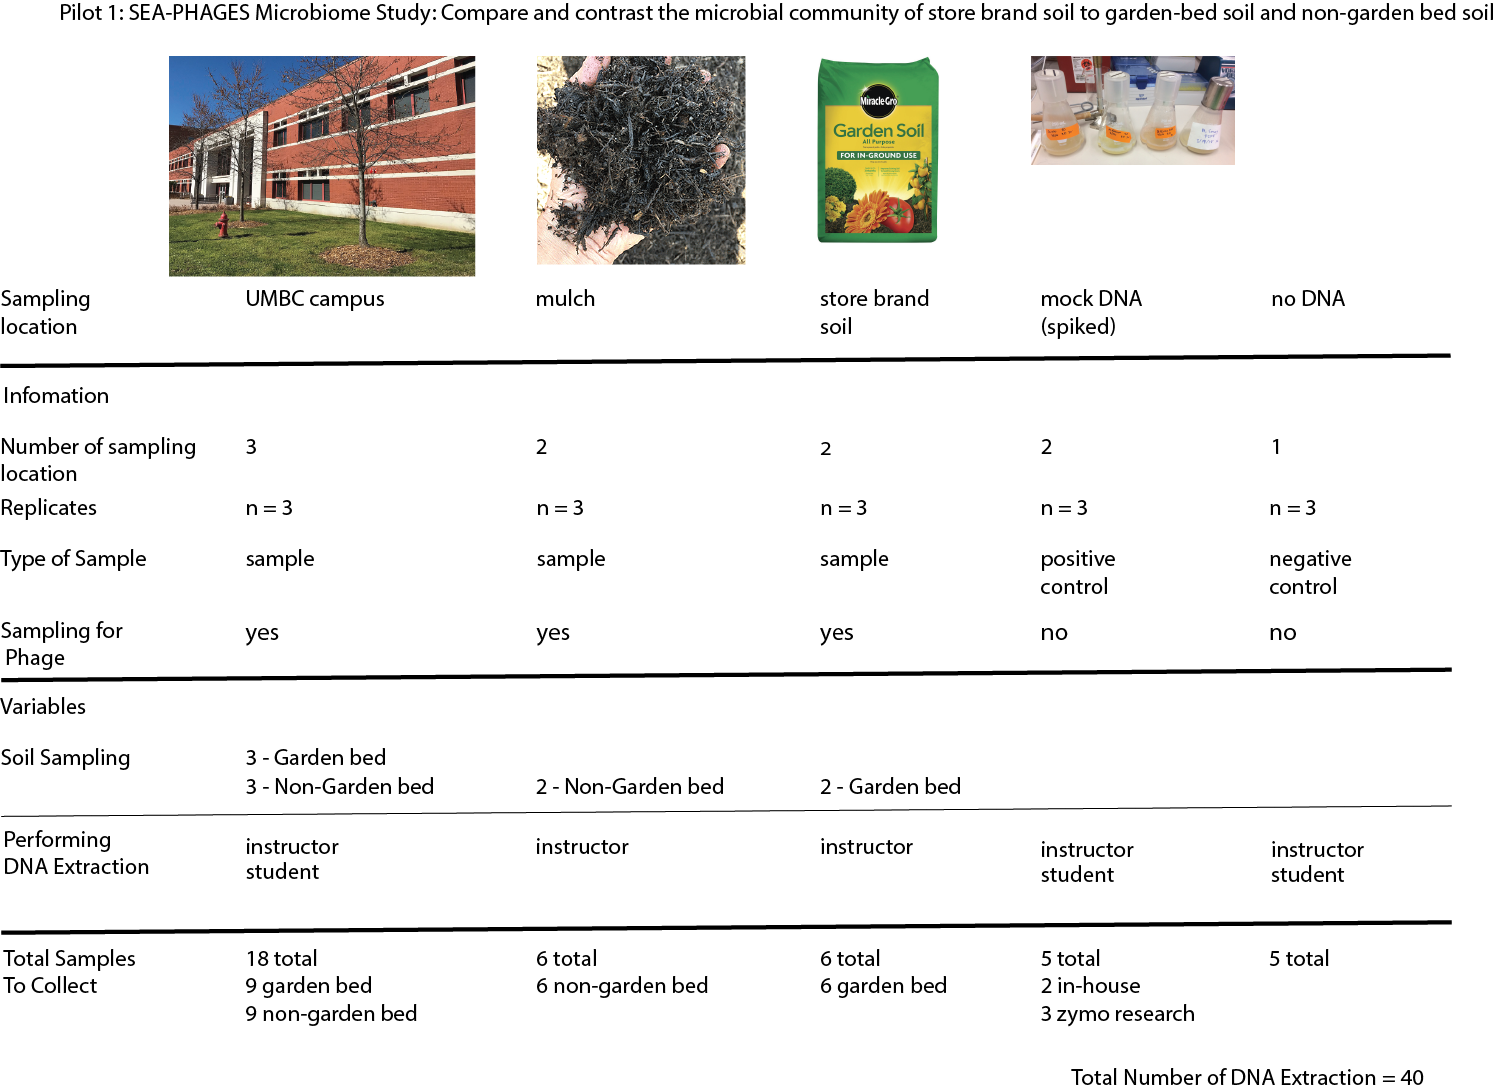 Pilot 1: SEA-PHAGES Microbiome Study: Compare and contrast the microbial community of store brand soil to garden-bed soil and non-garden bed soil
Miracle-Gro
Garden Soil
All Purpose
FOR IN-GROUND USE
Sampling location UMBC campus mulch store brand soil mock DNA (spiked) no DNA
Infomation
Number of sampling location 3 2 2 2 1
Replicates n = 3 n = 3 n = 3 n = 3 n = 3
Type of Sample sample sample sample positive control negative control
Sampling for Phage yes yes yes no no
Variables
Soil Sampling 3 - Garden bed
3 - Non-Garden bed 2 - Non-Garden bed 2 - Garden bed
Performing DNA Extraction instructor student instructor instructor instructor student instructor student
Total Samples 18 total 6 total 6 total 5 total 5 total
To Collect 9 garden bed 6 non-garden bed 6 garden bed 2 in-house
9 non-garden bed 3 zymo research
Total Number of DNA Extraction = 40